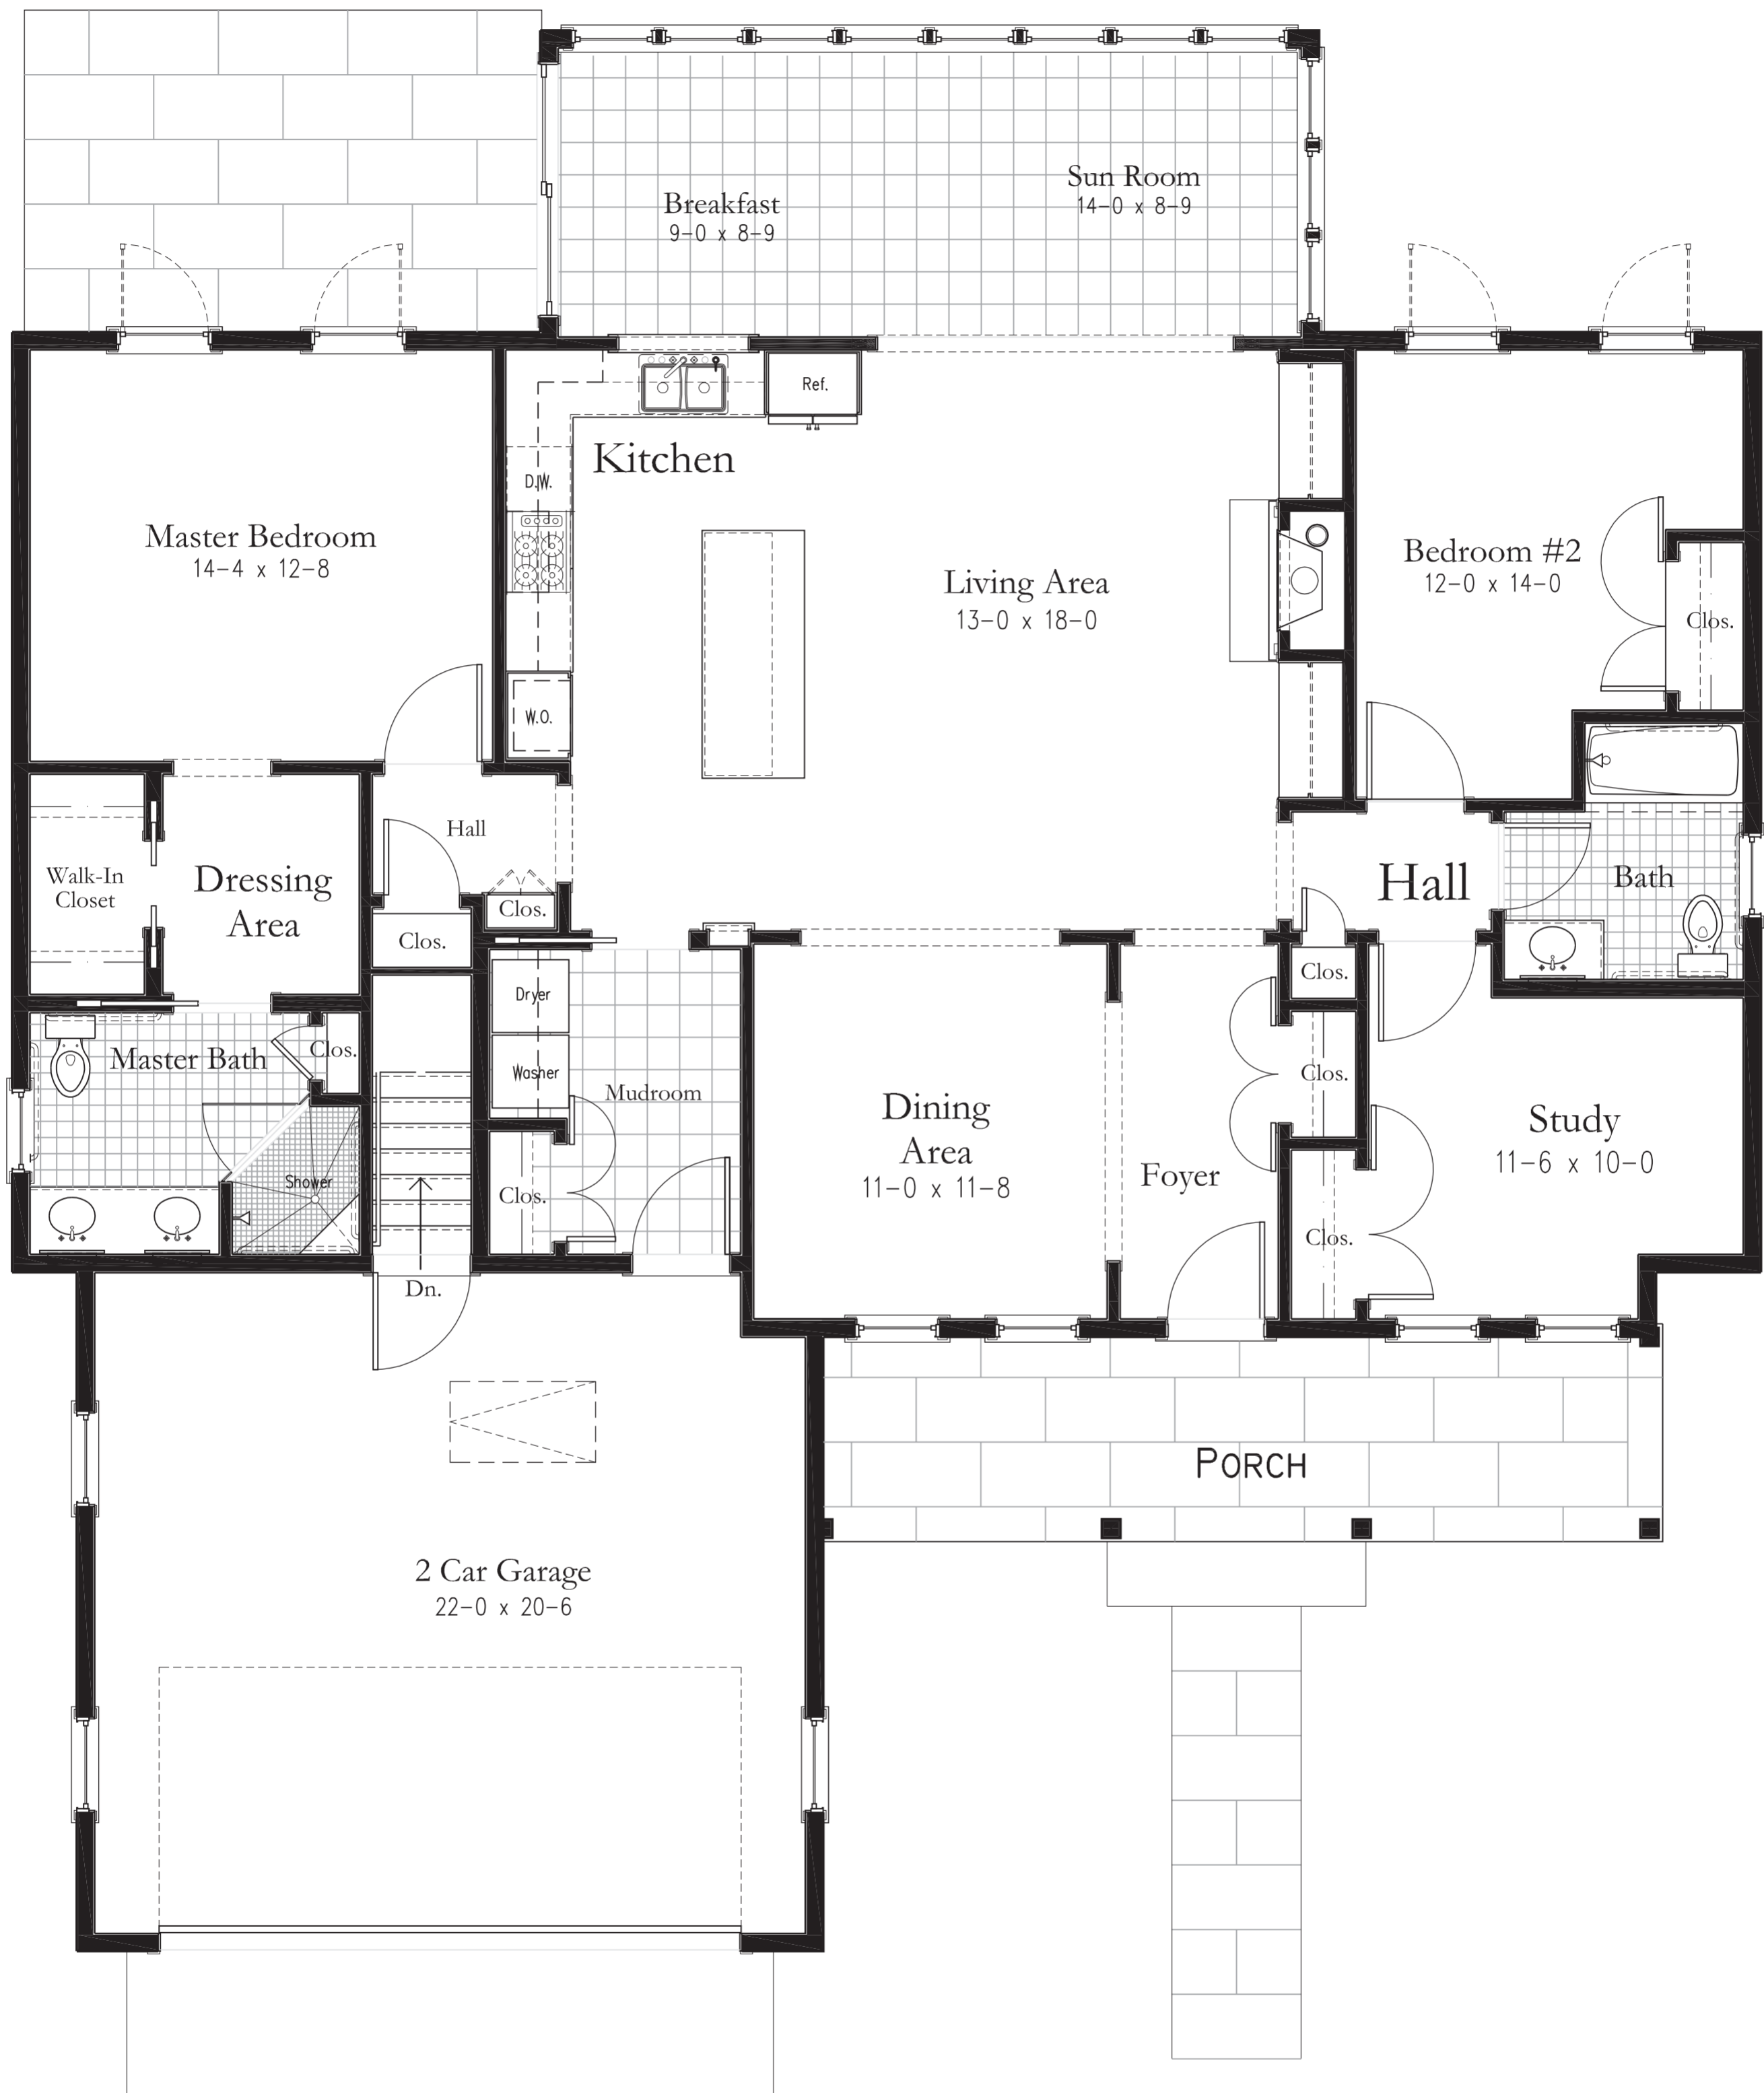 Sun Room
14-0 x 8-9
Breakfast
9-0 x 8-9
Ref.
Kitchen
D.W.
Master Bedroom
14-4 x 12-8
Living Area
13-0 x 18-0
Bedroom #2
12-0 x 14-0
Clos.
W.O.
Hall
Walk-In
Closet
Dressing
Area
Clos.
Clos.
Hall
Bath
Clos.
Dryer
Washer
Master Bath
Clos.
Mudroom
Dining
Area
11-0 x 11-8
Foyer
Clos.
Study
11-6 x 10-0
Shower
Clos.
Clos.
Dn.
PORCH
2 Car Garage
22-0 x 20-6